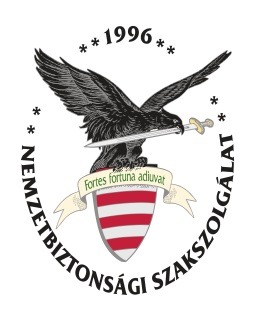 **1996**
Fortes fortuna adiuvat
** NEMZETBIZTONSÁGI SZAKSZOLGÁLAT **